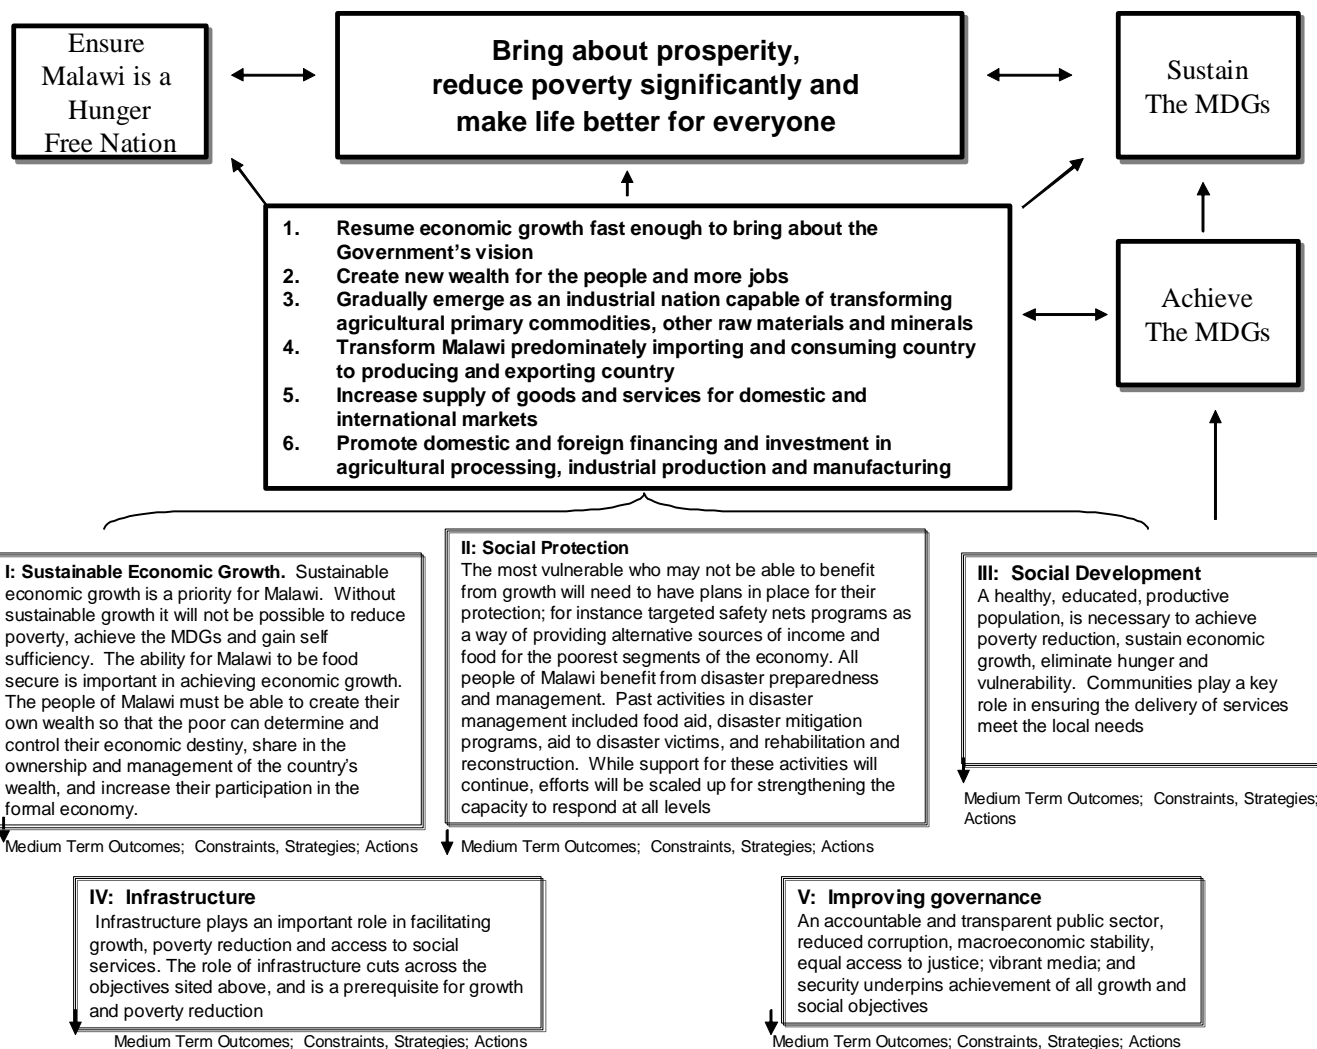 Ensure
Malawi is a
Hunger
Free Nation
Bring about prosperity,
reduce poverty significantly and
make life better for everyone
Sustain
The MDGs
1. Resume economic growth fast enough to bring about the
Government's vision
2. Create new wealth for the people and more jobs
3. Gradually emerge as an industrial nation capable of transforming
agricultural primary commodities, other raw materials and minerals
4. Transform Malawi predominately importing and consuming country
to producing and exporting country
5. Increase supply of goods and services for domestic and
international markets
6. Promote domestic and foreign financing and investment in
agricultural processing, industrial production and manufacturing
Achieve
The MDGs
I: Sustainable Economic Growth. Sustainable
economic growth is a priority for Malawi. Without
sustainable growth it will not be possible to reduce
poverty, achieve the MDGs and gain self
sufficiency. The ability for Malawi to be food
secure is important in achieving economic growth.
The people of Malawi must be able to create their
own wealth so that the poor can determine and
control their economic destiny, share in the
ownership and management of the country's
wealth, and increase their participation in the
formal economy.
Medium Term Outcomes; Constraints, Strategies; Actions
II: Social Protection
The most vulnerable who may not be able to benefit
from growth will need to have plans in place for their
protection; for instance targeted safety nets programs as
a way of providing alternative sources of income and
food for the poorest segments of the economy. All
people of Malawi benefit from disaster preparedness
and management. Past activities in disaster
management included food aid, disaster mitigation
programs, aid to disaster victims, and rehabilitation and
reconstruction. While support for these activities will
continue, efforts will be scaled up for strengthening the
capacity to respond at all levels
Medium Term Outcomes; Constraints, Strategies; Actions
III: Social Development
A healthy, educated, productive
population, is necessary to achieve
poverty reduction, sustain economic
growth, eliminate hunger and
vulnerability. Communities play a key
role in ensuring the delivery of services
meet the local needs
Medium Term Outcomes; Constraints, Strategies;
Actions
IV: Infrastructure
Infrastructure plays an important role in facilitating
growth, poverty reduction and access to social
services. The role of infrastructure cuts across the
objectives sited above, and is a prerequisite for growth
and poverty reduction
Medium Term Outcomes; Constraints, Strategies; Actions
V: Improving governance
An accountable and transparent public sector,
reduced corruption, macroeconomic stability,
equal access to justice; vibrant media; and
security underpins achievement of all growth and
social objectives
Medium Term Outcomes; Constraints, Strategies; Actions